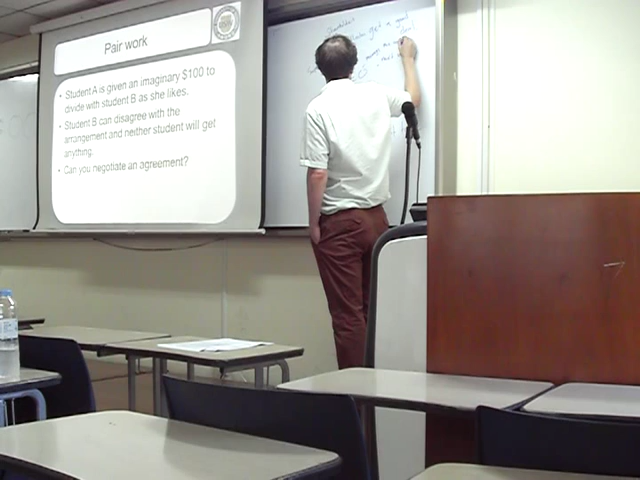 Pair work
• Student A is given an imaginary $100 to
divide with student B as she likes.
• Student B can disagree with the
arrangement and neither student will get
anything.
• Can you negotiate an agreement?
get a